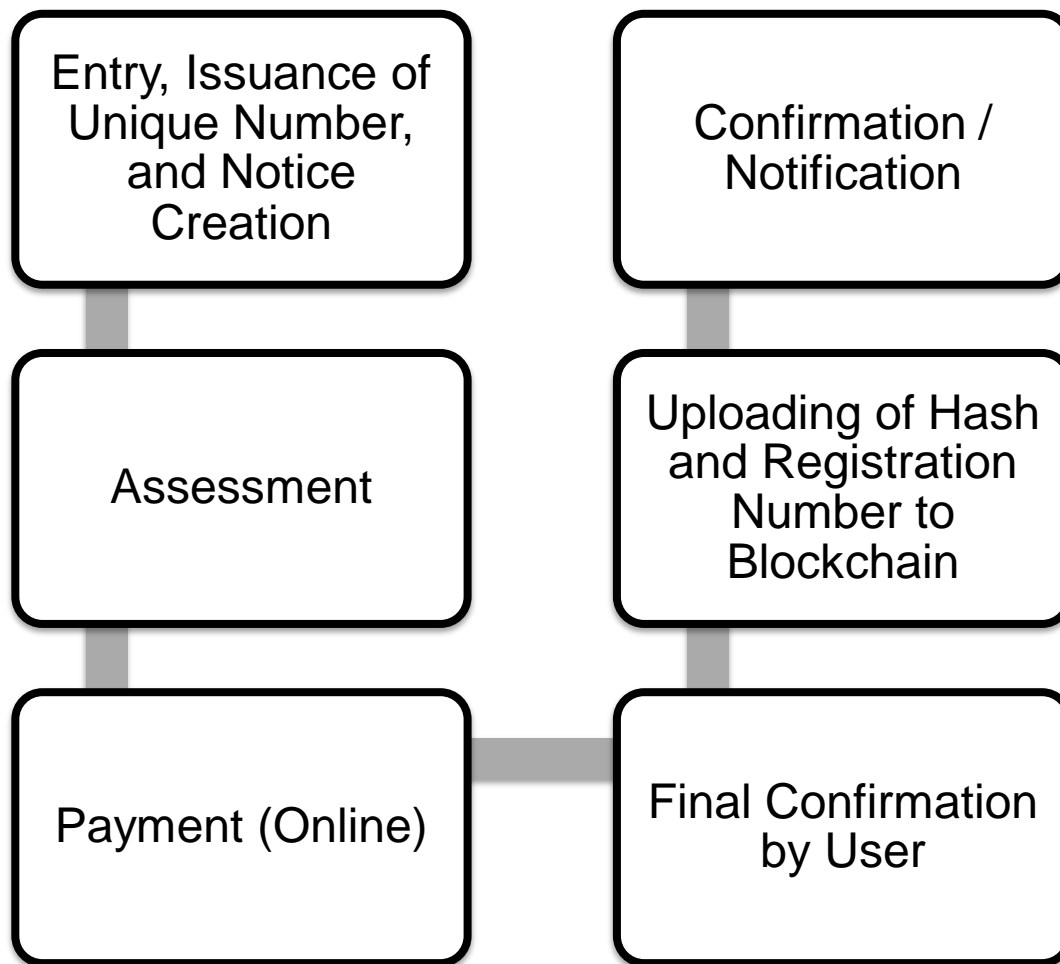 Entry, Issuance of
Unique Number,
and Notice
Creation
Assessment
Payment (Online)
Final Confirmation
by User
Uploading of Hash
and Registration
Number to
Blockchain
Confirmation /
Notification